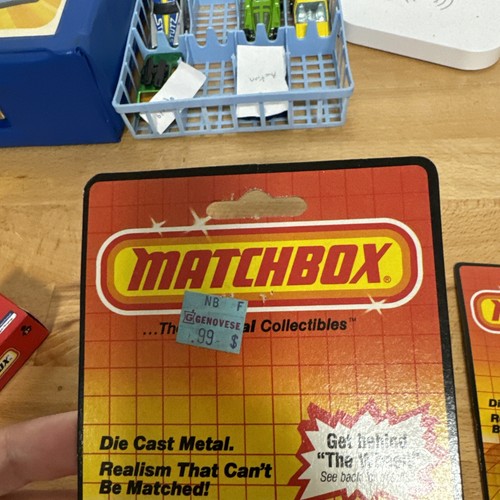 MATCHBOX®
NB F
GENOVESE
.99 $
...The al Collectibles™
Die Cast Metal.
Realism That Can't
Be Matched!
Get behind
"The
See back